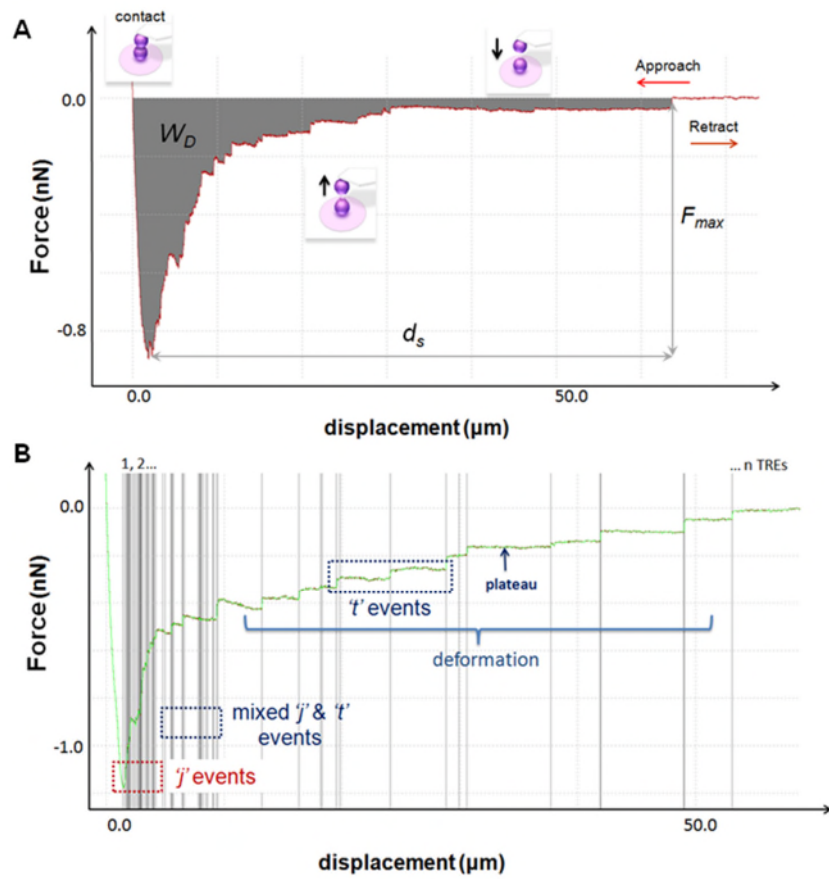 A
contact
0.0
Approach
Retract
W_D
F_max
Force (nN)
-0.8
d_s
0.0
50.0
displacement (µm)
B
1, 2...
... n TREs
0.0
plateau
't' events
deformation
Force (nN)
mixed 'j' & 't'
events
-1.0
'j' events
0.0
50.0
displacement (µm)